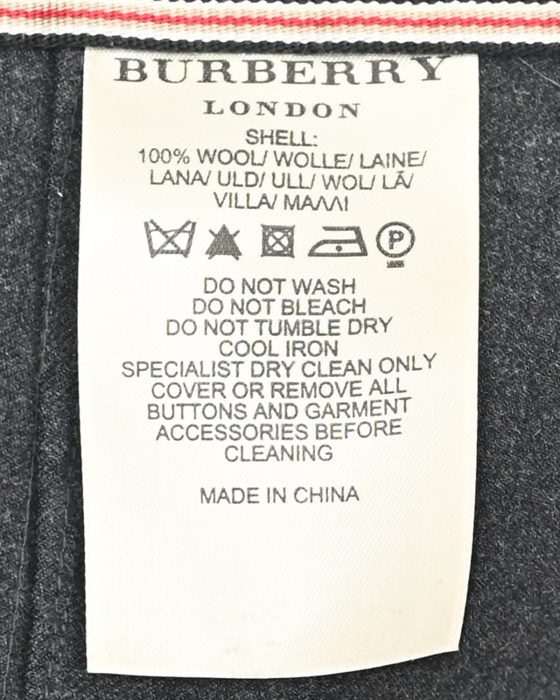 BURBERRY
LONDON
SHELL:
100% WOOL/ WOLLE/ LAINE/
LANA/ ULD/ ULL/ WOL/ LÃ/
VILLA/ ΜΑΛΛΙ
P
DO NOT WASH
DO NOT BLEACH
DO NOT TUMBLE DRY
COOL IRON
SPECIALIST DRY CLEAN ONLY
COVER OR REMOVE ALL
BUTTONS AND GARMENT
ACCESSORIES BEFORE
CLEANING
MADE IN CHINA